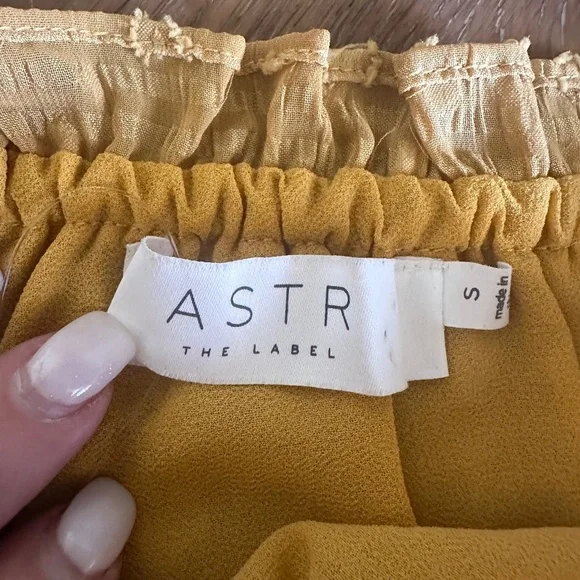 ASTR
THE LABEL
S
made in